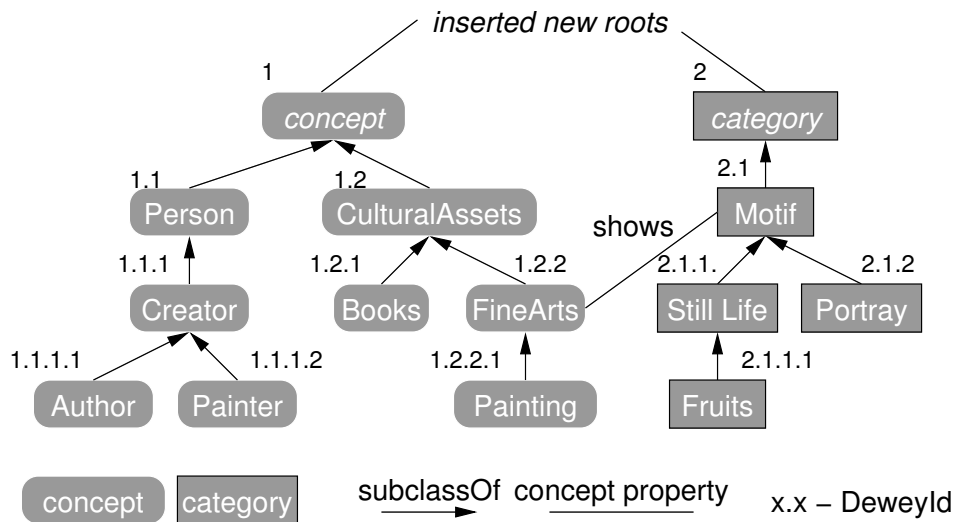 inserted new roots
1
2
concept
category
1.1
1.2
2.1
Person
CulturalAssets
Motif
shows
1.1.1
1.2.1
1.2.2
2.1.1.
2.1.2
Creator
Books
FineArts
Still Life
Portray
1.1.1.1
1.1.1.2
1.2.2.1
2.1.1.1
Author
Painter
Painting
Fruits
concept
category
subclassOf
concept property
x.x – DeweyId